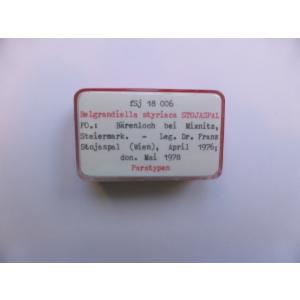 fSj 18 006
Belgrandiella styriaca STOJASPAL
FO.: Bärenloch bei Mixnitz,
Steiermark. - Leg. Dr. Franz
Stojaspal (Wien), April 1976;
don. Mai 1978
Paratypen